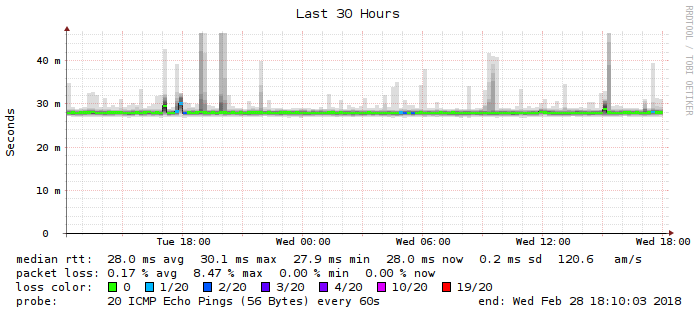 Last 30 Hours
RRDTOOL / TOBI OETIKER
Seconds
40 m
30 m
20 m
10 m
0
Tue 18:00 Wed 00:00 Wed 06:00 Wed 12:00 Wed 18:00
median rtt: 28.0 ms avg 30.1 ms max 27.9 ms min 28.0 ms now 0.2 ms sd 120.6 am/s
packet loss: 0.17 % avg 8.47 % max 0.00 % min 0.00 % now
loss color: 0 1/20 2/20 3/20 4/20 10/20 19/20
probe: 20 ICMP Echo Pings (56 Bytes) every 60s end: Wed Feb 28 18:10:03 2018